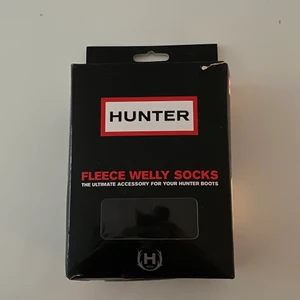 HUNTER
FLEECE WELLY SOCKS
THE ULTIMATE ACCESSORY FOR YOUR HUNTER BOOTS
H